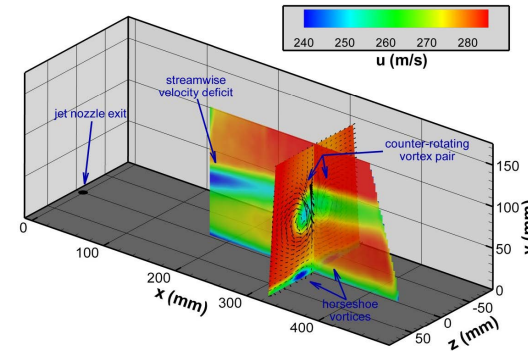 240 250 260 270 280
u (m/s)
streamwise
velocity deficit
jet nozzle exit
counter-rotating
vortex pair
150
100
50
0
y (mm)
0
100
200
300
400
x (mm)
horseshoe
vortices
-50
0
50
z (mm)